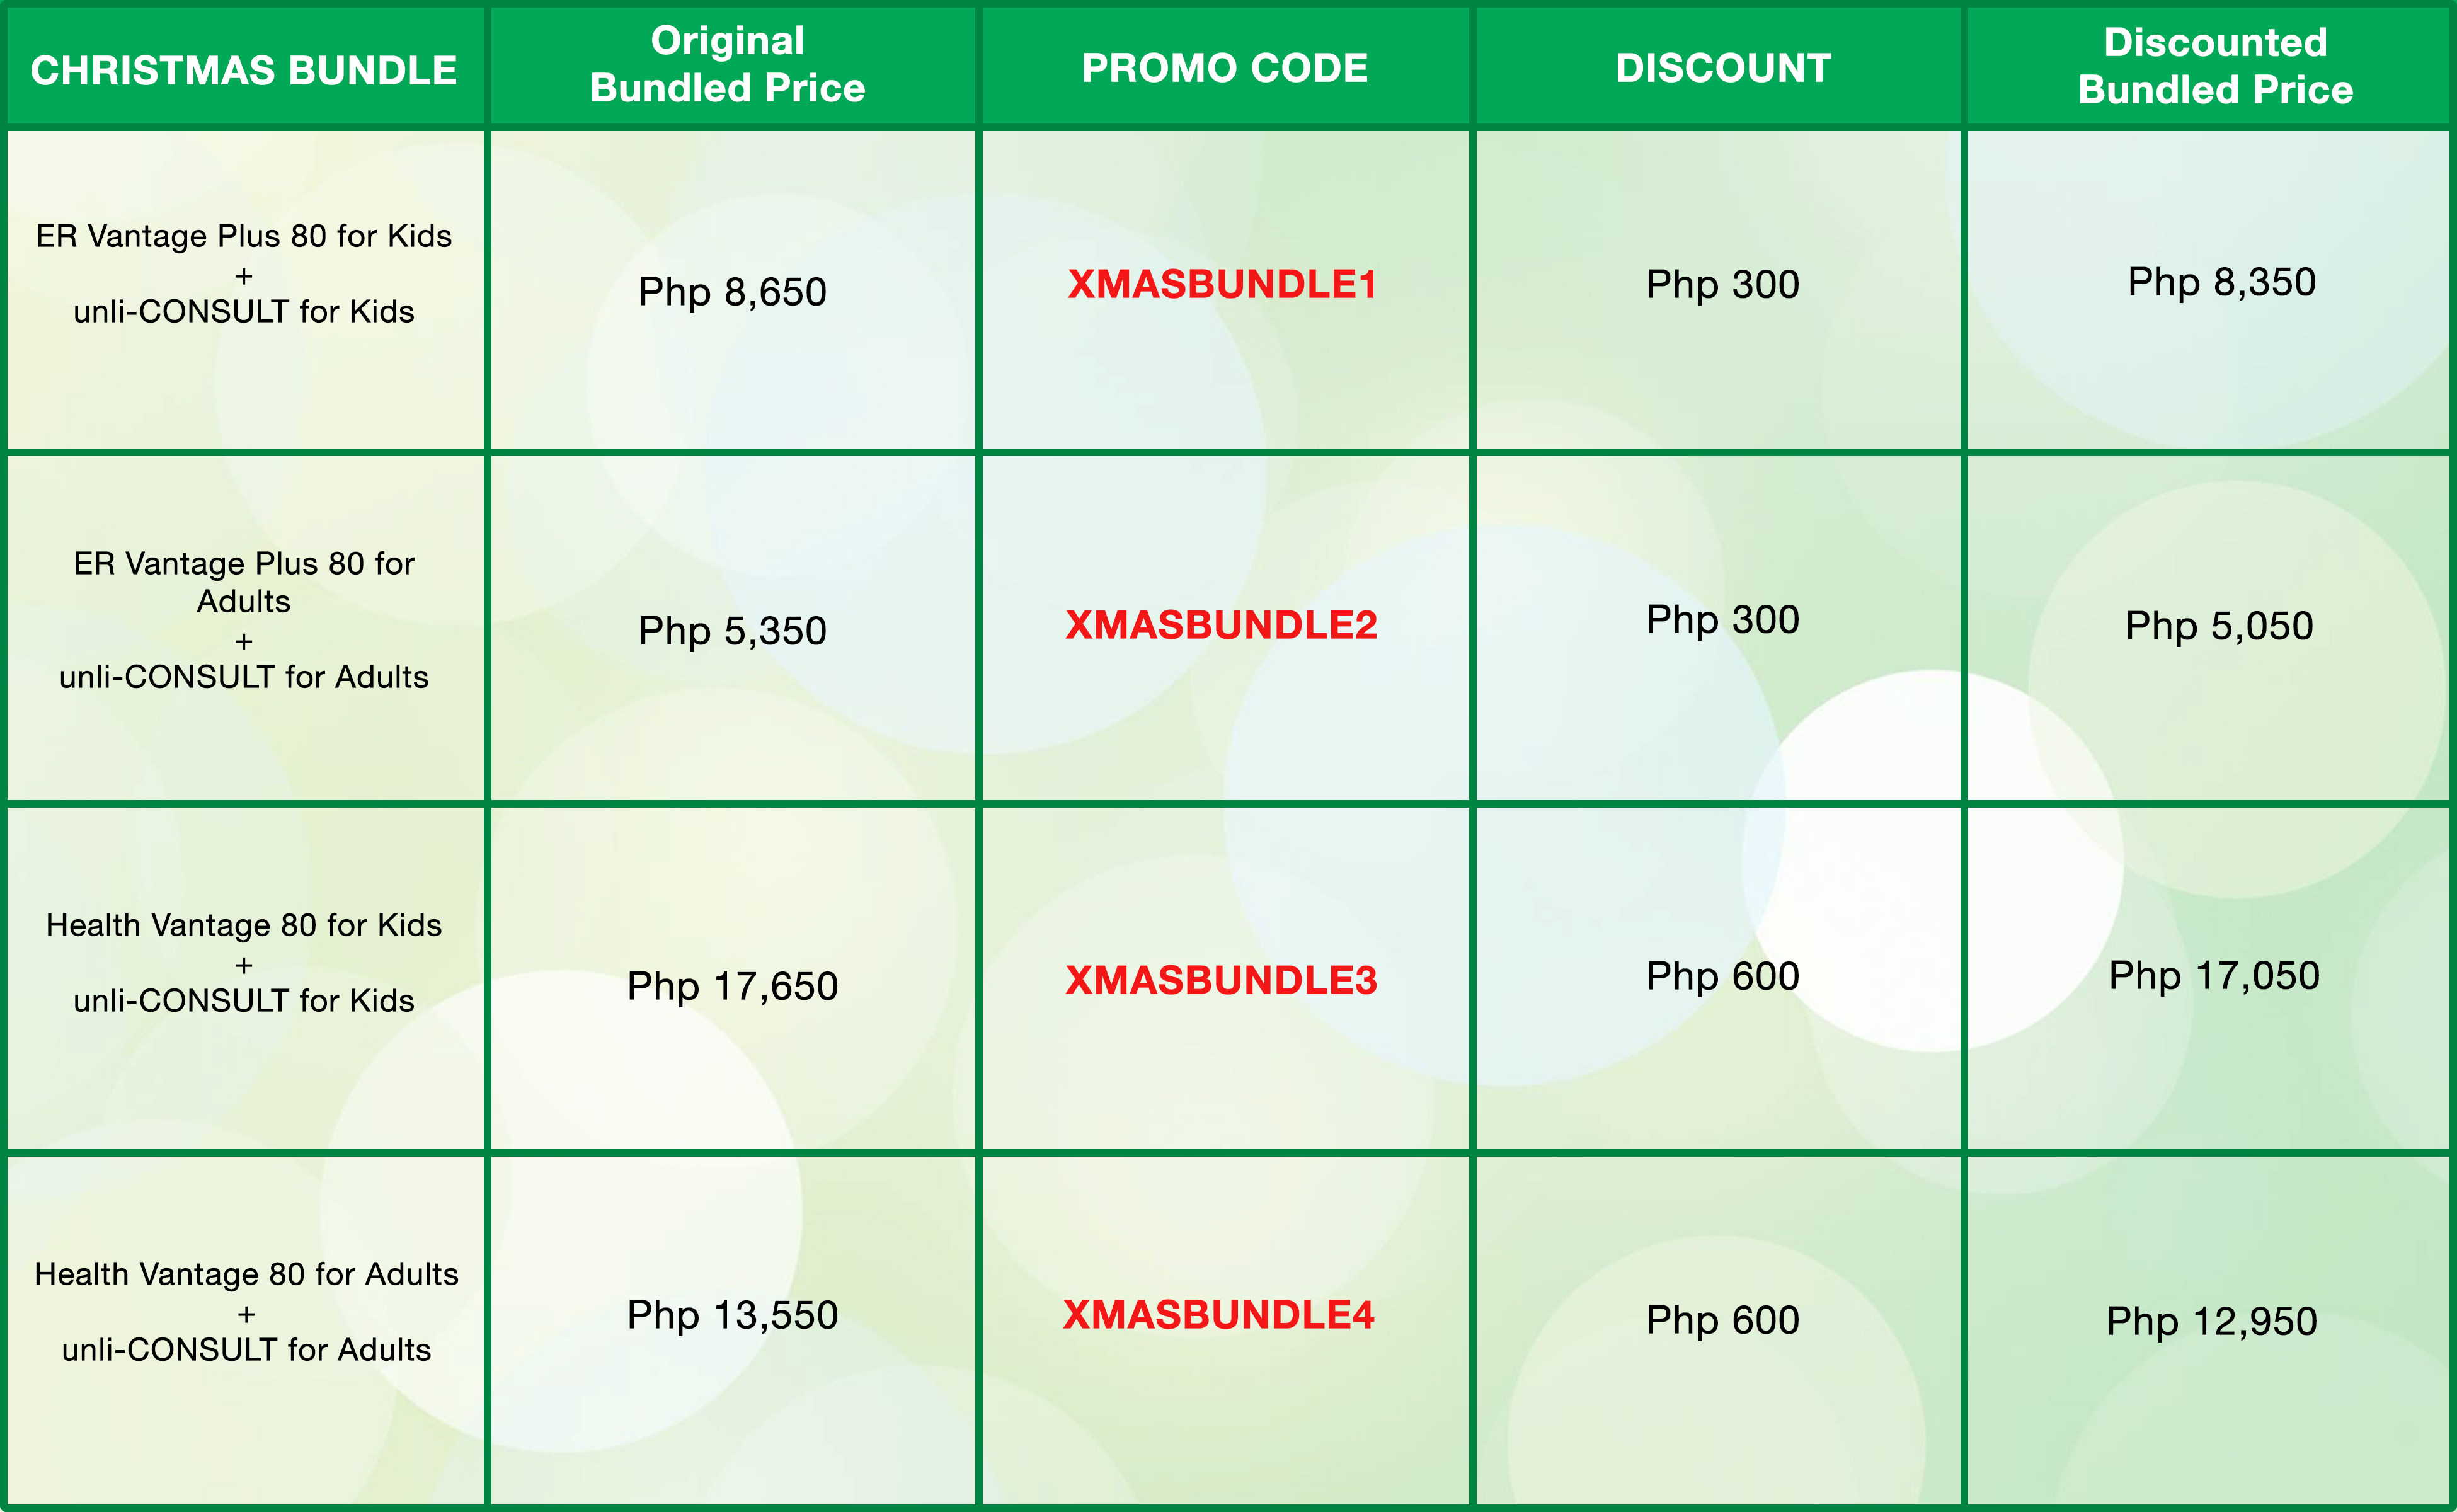 CHRISTMAS BUNDLE
Original
Bundled Price
PROMO CODE
DISCOUNT
Discounted
Bundled Price
ER Vantage Plus 80 for Kids
+
unli-CONSULT for Kids
Php 8,650
XMASBUNDLE1
Php 300
Php 8,350
ER Vantage Plus 80 for
Adults
+
unli-CONSULT for Adults
Php 5,350
XMASBUNDLE2
Php 300
Php 5,050
Health Vantage 80 for Kids
+
unli-CONSULT for Kids
Php 17,650
XMASBUNDLE3
Php 600
Php 17,050
Health Vantage 80 for Adults
+
unli-CONSULT for Adults
Php 13,550
XMASBUNDLE4
Php 600
Php 12,950